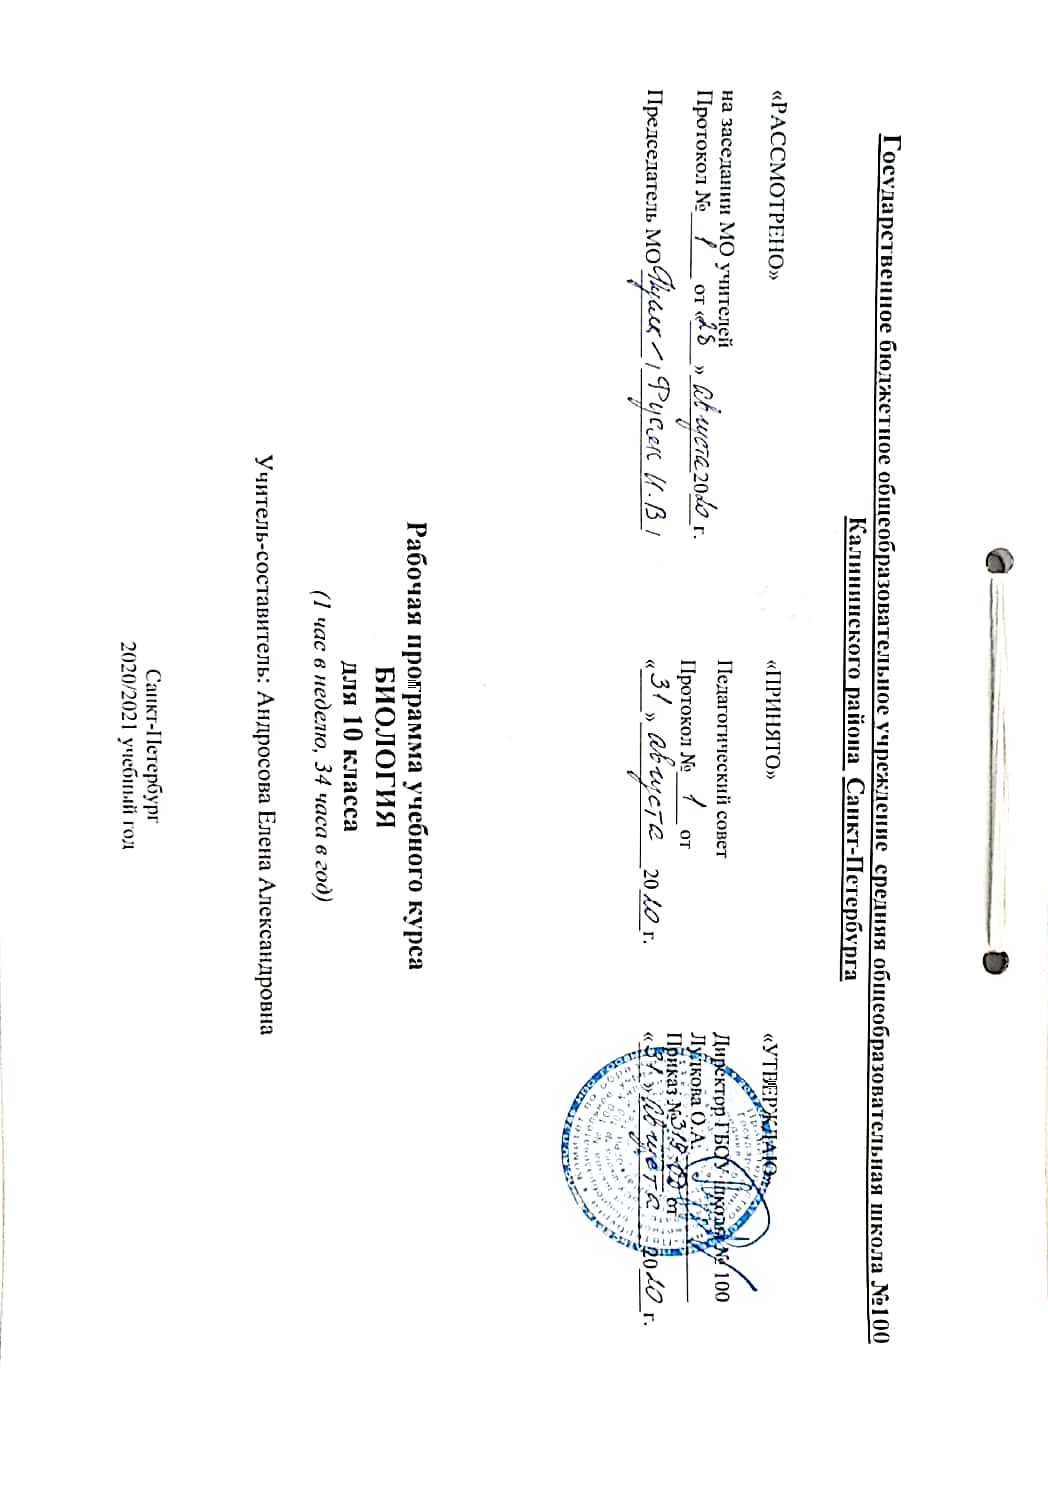 Государственное бюджетное общеобразовательное учреждение средняя общеобразовательная школа №100
Калининского района Санкт-Петербурга
«РАССМОТРЕНО»
на заседании МО учителей
Протокол № 1 от «28» августа 2020 г.
Председатель МО И.В.
«ПРИНЯТО»
Педагогический совет
Протокол № 1 от
«31» августа 2020 г.
«УТВЕРЖДАЮ»
Директор ГБОУ школы № 100
Лудкова О.А.
Приказ № от
«31» августа 2020 г.
Рабочая программа учебного курса
БИОЛОГИЯ
для 10 класса
(1 час в неделю, 34 часа в год)
Учитель-составитель: Андросова Елена Александровна
Санкт-Петербург
2020/2021 учебный год